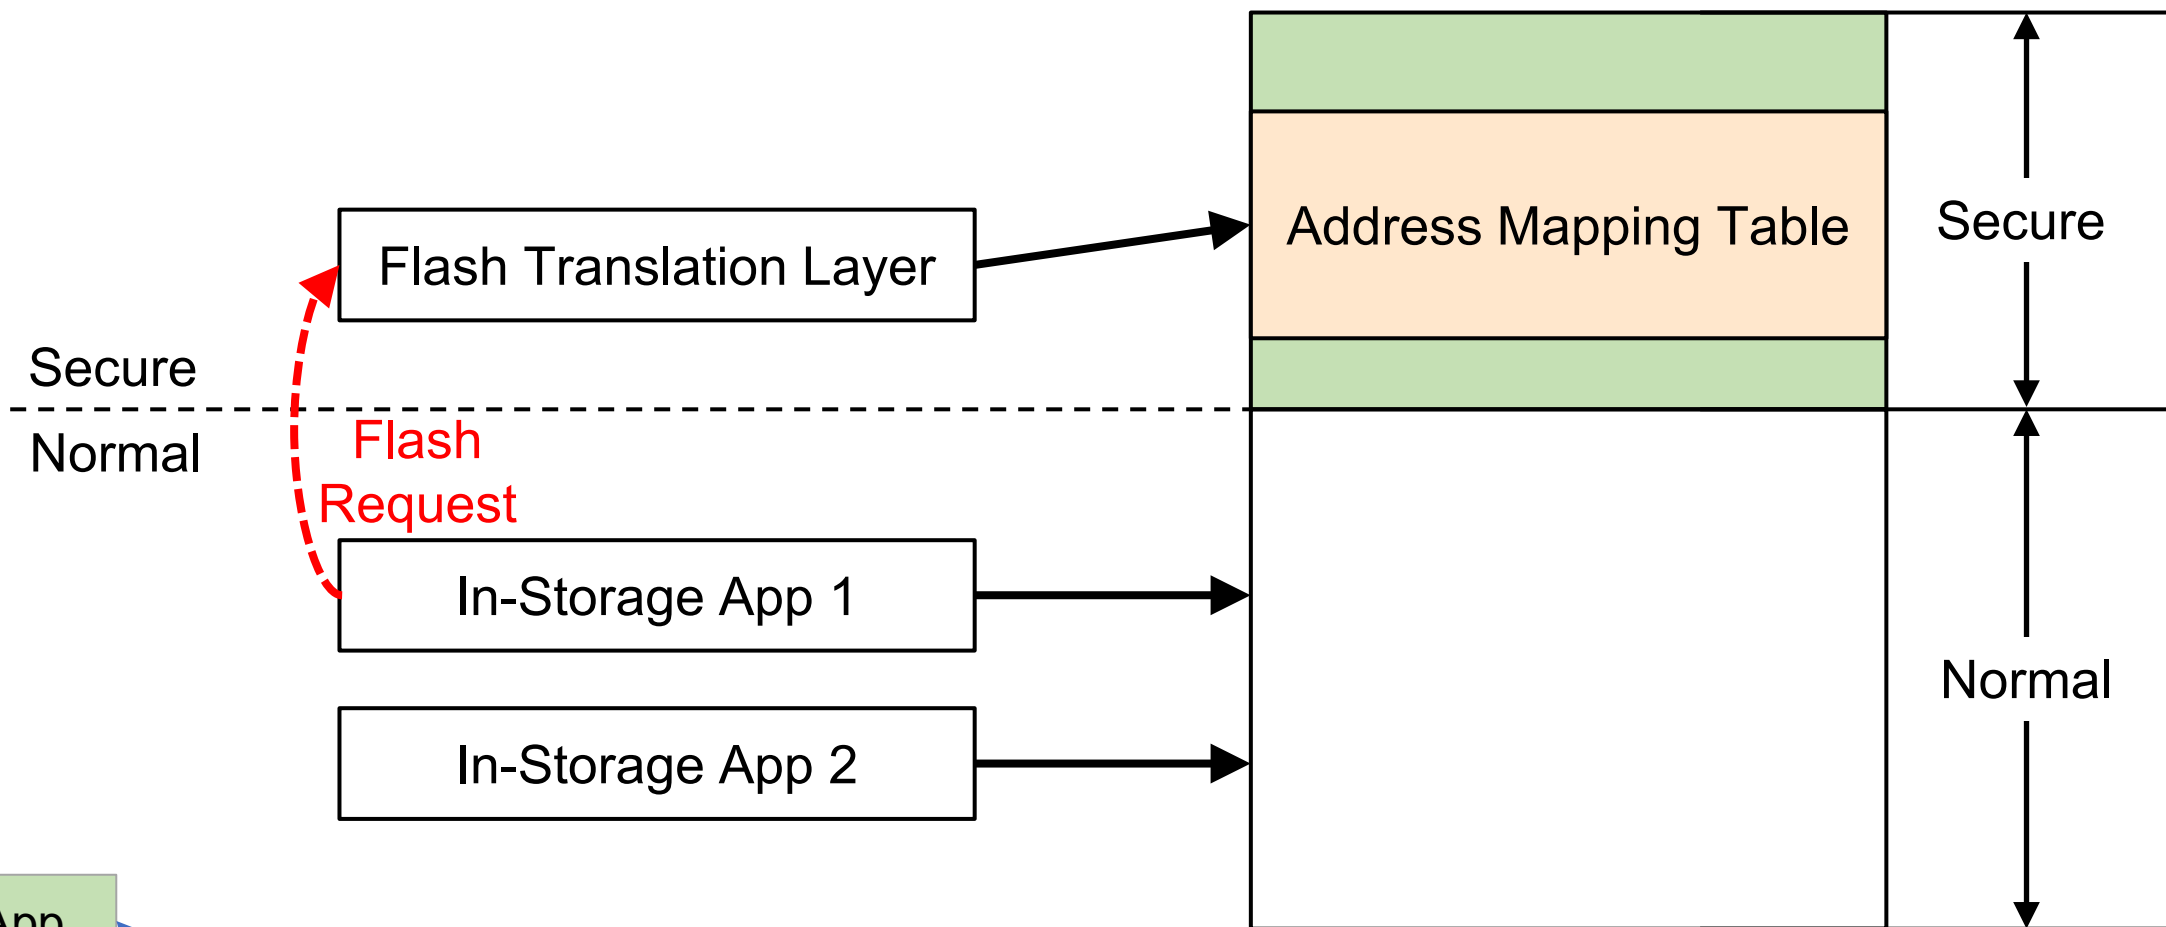 Address Mapping Table
Secure
Flash Translation Layer
Secure
Normal
Flash
Request
In-Storage App 1
Normal
In-Storage App 2
App